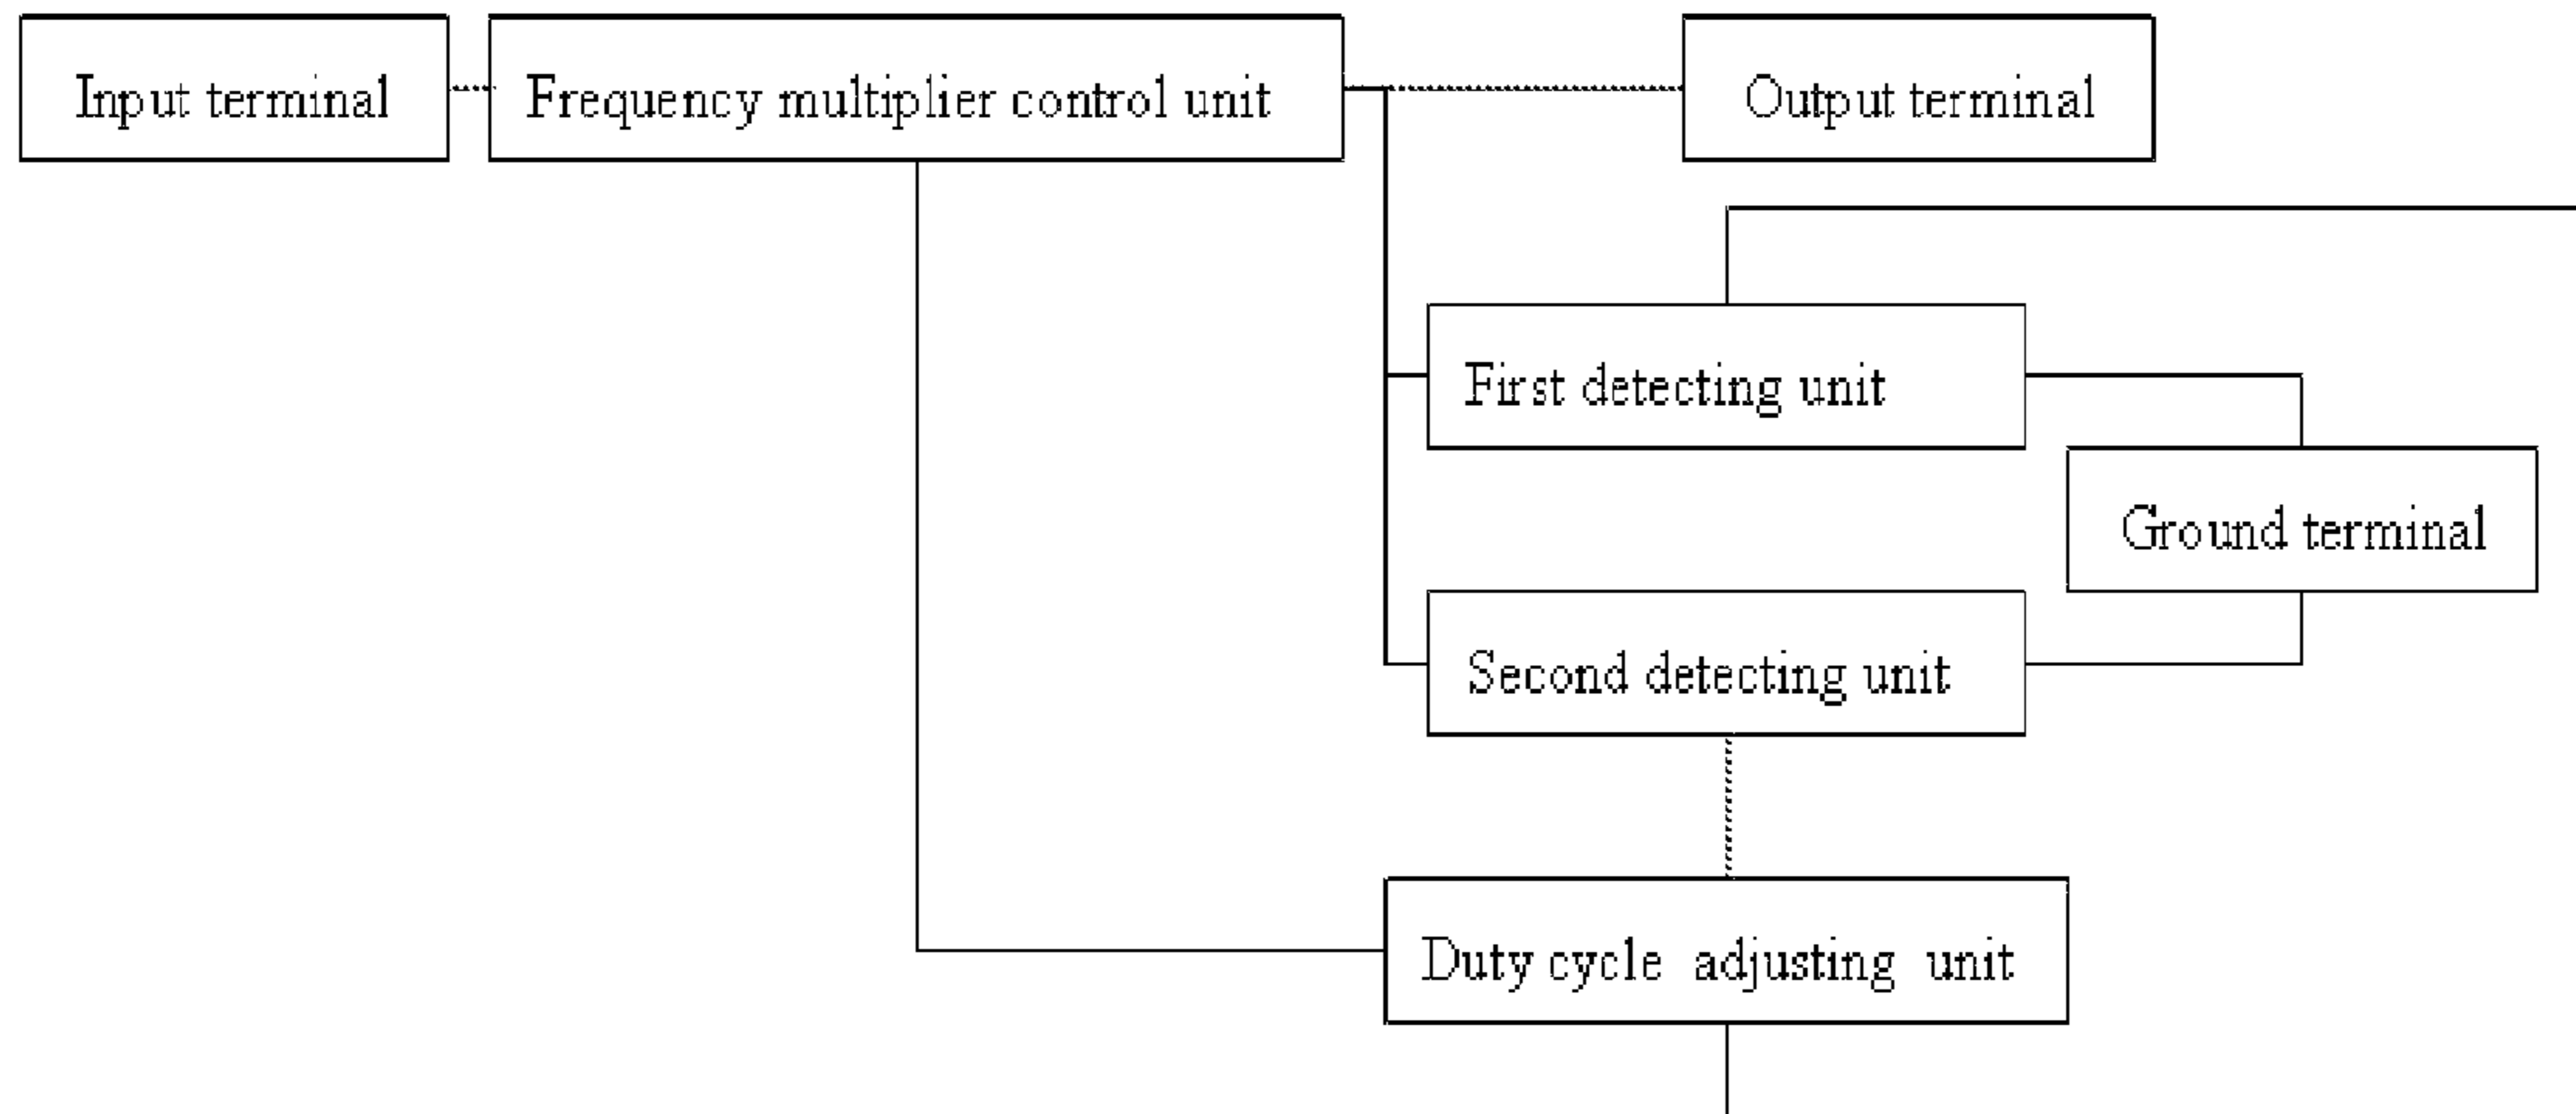 Input terminal
Frequency multiplier control unit
Output terminal
First detecting unit
Ground terminal
Second detecting unit
Duty cycle adjusting unit